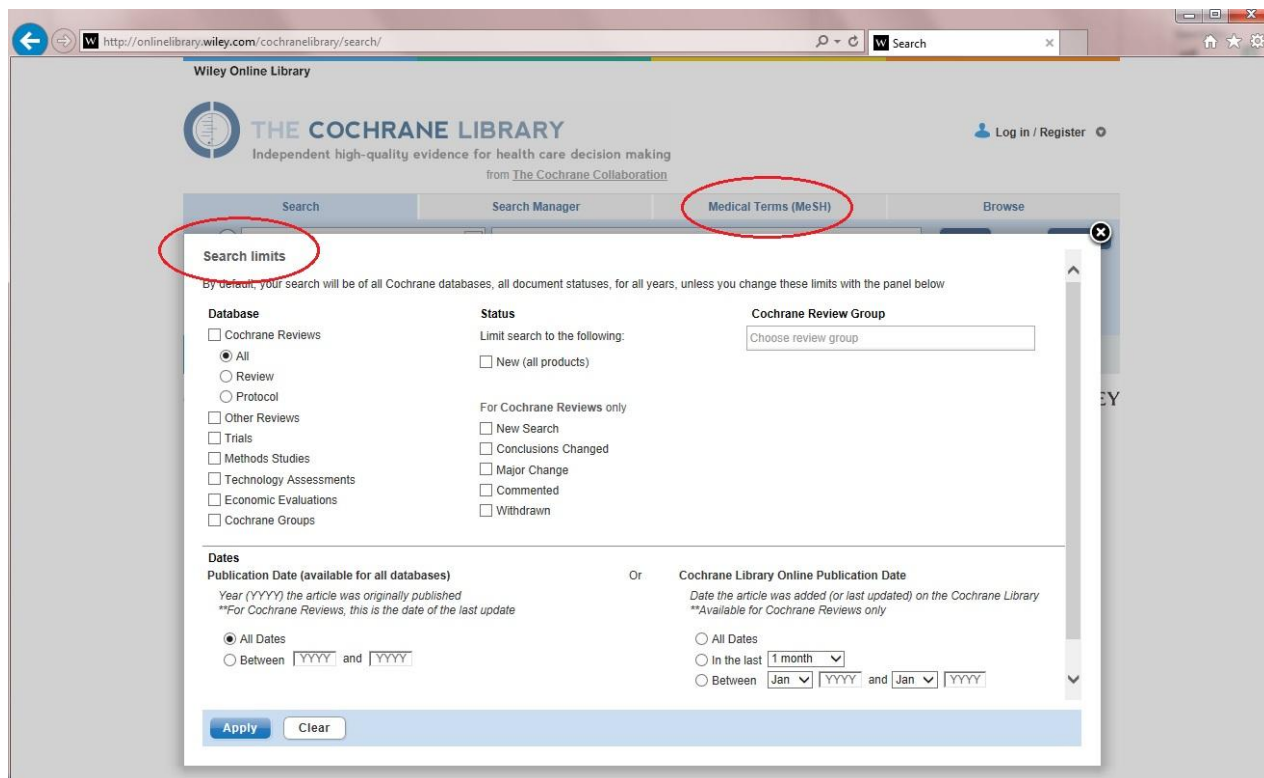 http://onlinelibrary.wiley.com/cochranelibrary/search/
W Search
Wiley Online Library
THE COCHRANE LIBRARY
Independent high-quality evidence for health care decision making
from The Cochrane Collaboration
Log in / Register
Search Search Manager Medical Terms (MeSH) Browse
Search limits
By default, your search will be of all Cochrane databases, all document statuses, for all years, unless you change these limits with the panel below
Database Status Cochrane Review Group
Cochrane Reviews Limit search to the following: Choose review group
All
New (all products)
Review
Protocol
EY
For Cochrane Reviews only
Other Reviews
New Search
Trials
Conclusions Changed
Methods Studies
Major Change
Technology Assessments
Commented
Economic Evaluations
Withdrawn
Cochrane Groups
Dates
Publication Date (available for all databases) Or Cochrane Library Online Publication Date
Year (YYYY) the article was originally published Date the article was added (or last updated) on the Cochrane Library
**For Cochrane Reviews, this is the date of the last update **Available for Cochrane Reviews only
All Dates All Dates
Between YYYY and YYYY In the last 1 month
Between Jan YYYY and Jan YYYY
Apply Clear